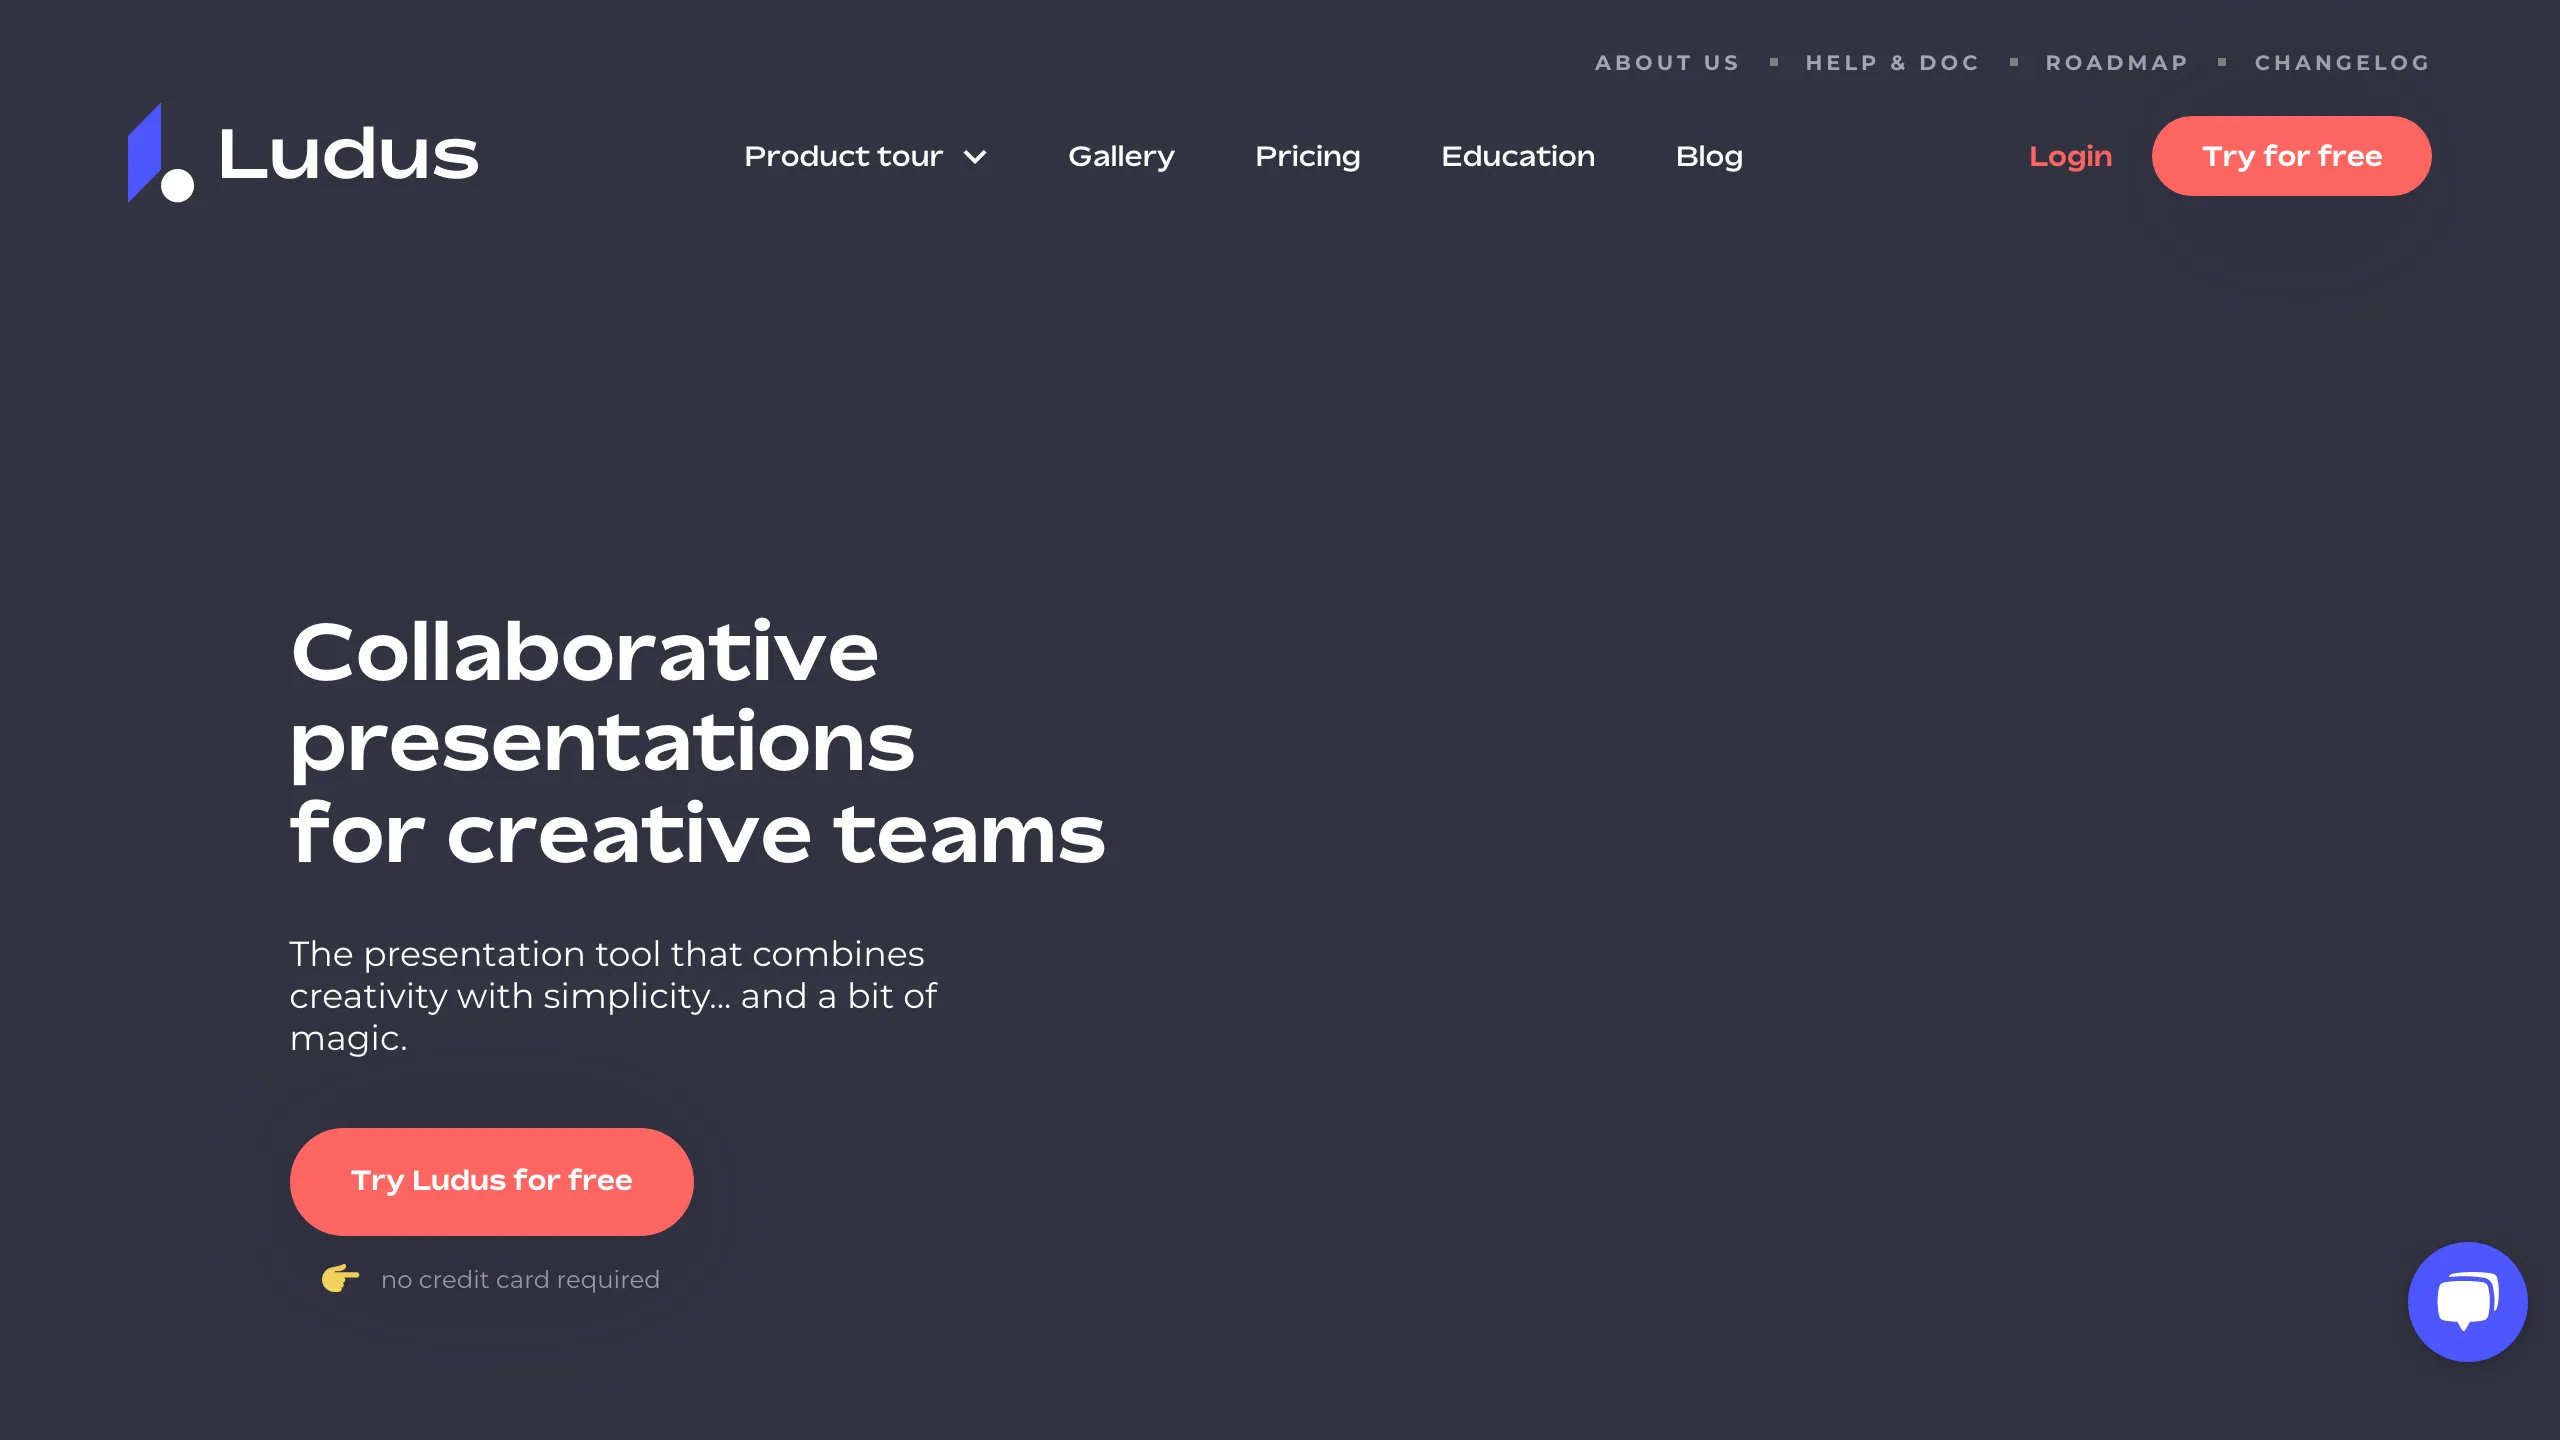 ABOUT US ▪ HELP & DOC ▪ ROADMAP ▪ CHANGELOG
Ludus
Product tour
Gallery
Pricing
Education
Blog
Login
Try for free
Collaborative
presentations
for creative teams
The presentation tool that combines
creativity with simplicity... and a bit of
magic.
Try Ludus for free
no credit card required